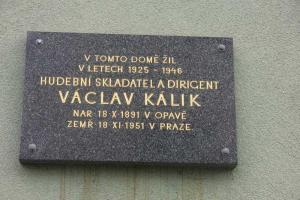 V TOMTO DOMĚ ŽIL
V LETECH 1925 - 1946
HUDEBNÍ SKLADATEL A DIRIGENT
VÁCLAV KÁLIK
NAR. 18·X·1891 V OPAVĚ
ZEMŘ. 18·XI·1951 V PRAZE